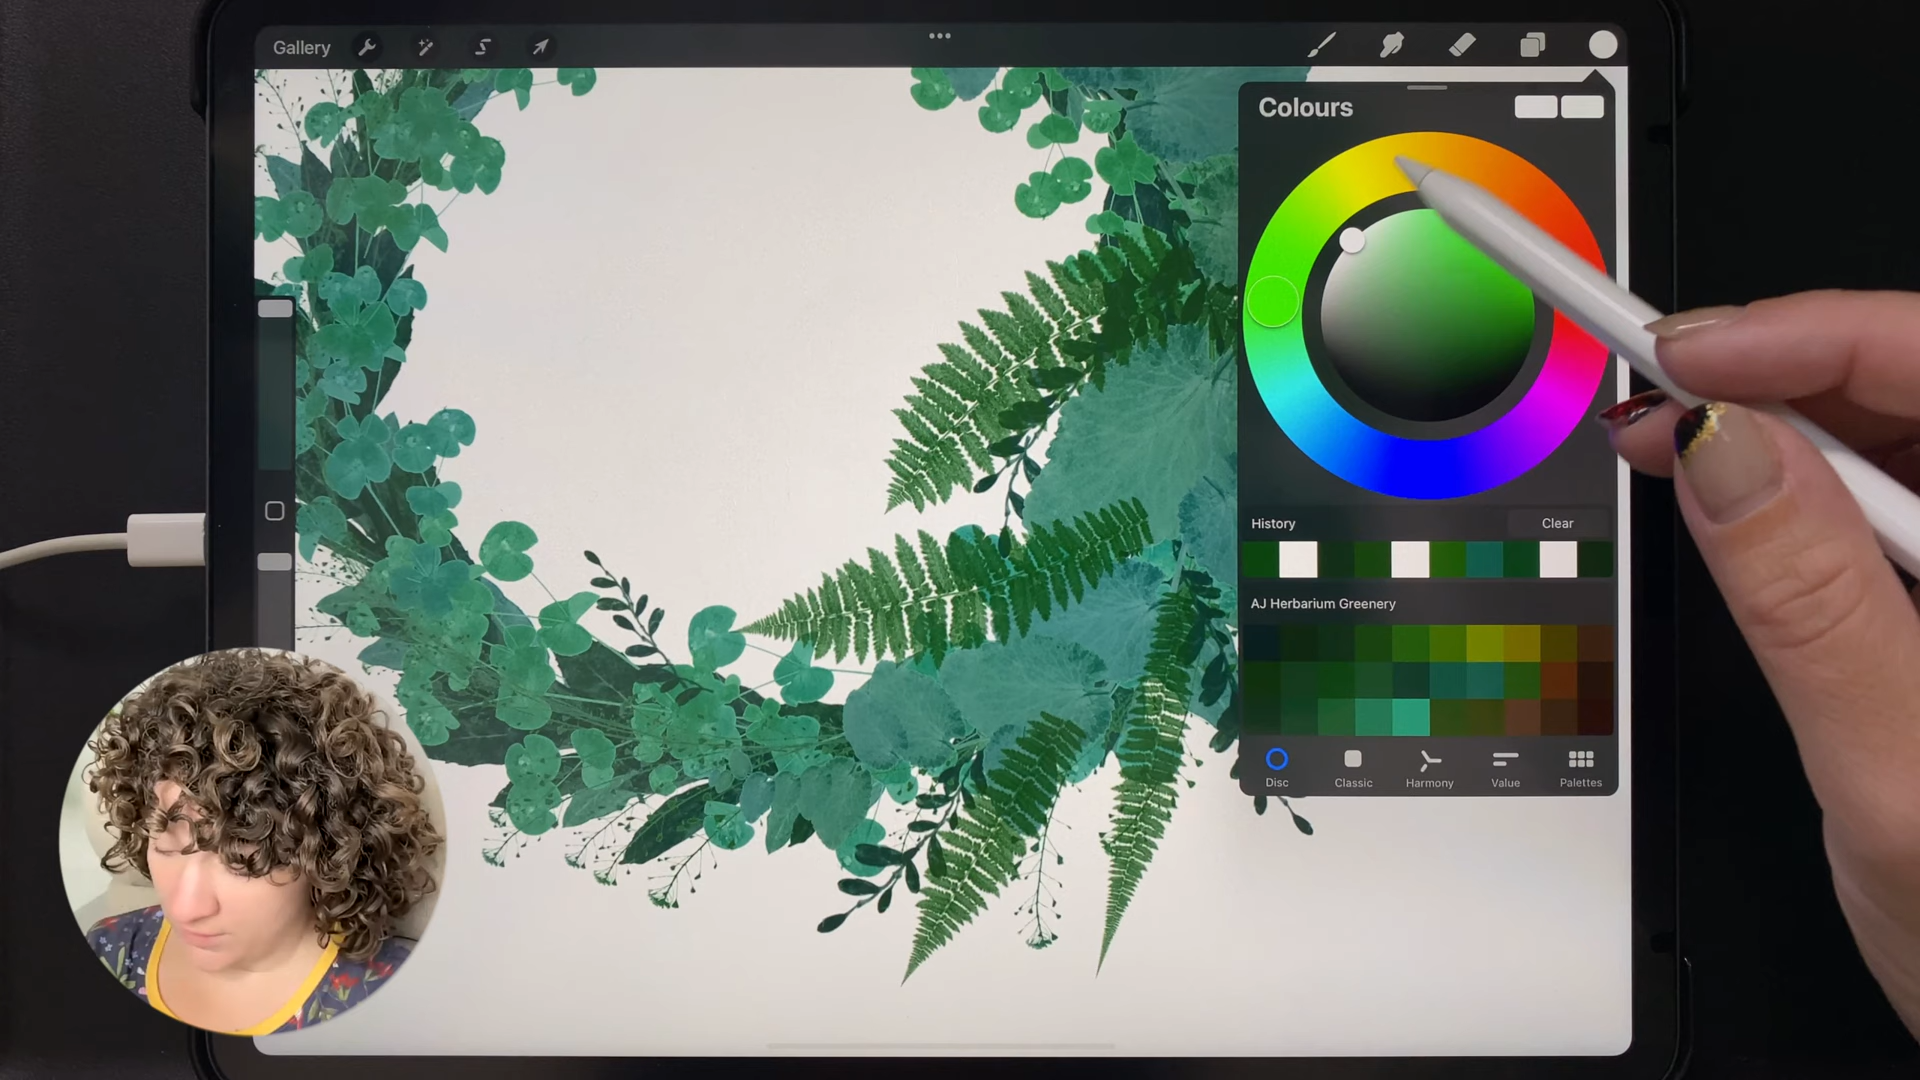 Gallery
Colours
History
Clear
AJ Herbarium Greenery
Disc
Classic
Harmony
Value
Palettes